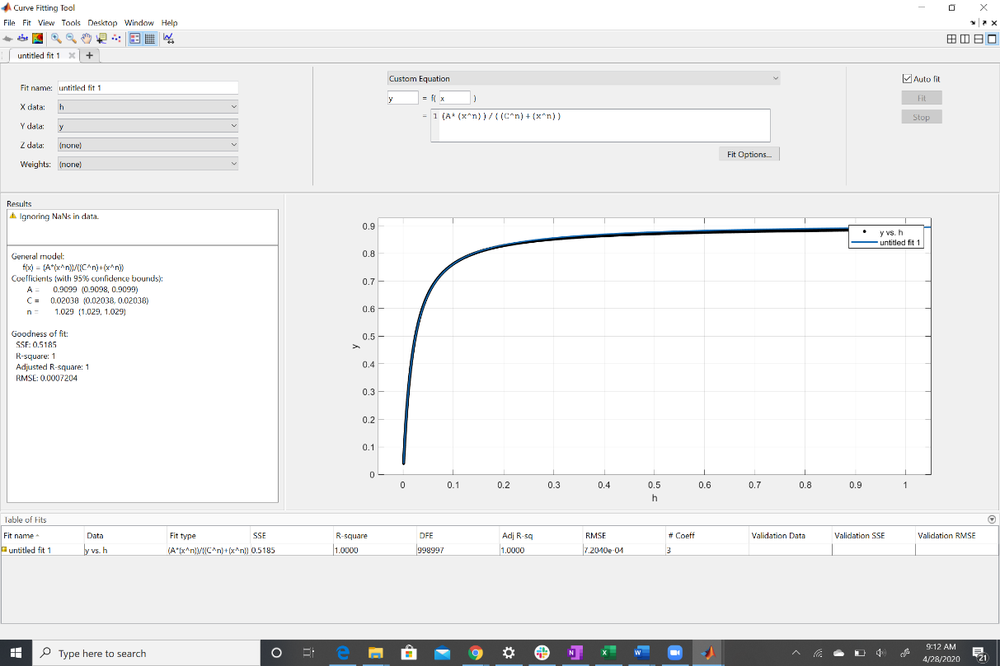 Curve Fitting Tool
File Fit View Tools Desktop Window Help
untitled fit 1
Fit name: untitled fit 1
X data: h
Y data: y
Z data: (none)
Weights: (none)
Custom Equation
y = f( x )
= 1 (A*(x^n))/((C^n)+(x^n))
Fit Options...
Auto fit
Fit
Stop
Results
Ignoring NaNs in data.
General model:
f(x) = (A*(x^n))/((C^n)+(x^n))
Coefficients (with 95% confidence bounds):
A = 0.9099 (0.9098, 0.9099)
C = 0.02038 (0.02038, 0.02038)
n = 1.029 (1.029, 1.029)
Goodness of fit:
SSE: 0.5185
R-square: 1
Adjusted R-square: 1
RMSE: 0.0007204
0.9
0.8
0.7
0.6
0.5
0.4
0.3
0.2
0.1
0
y
0 0.1 0.2 0.3 0.4 0.5 0.6 0.7 0.8 0.9 1
h
y vs. h
untitled fit 1
Table of Fits
Fit name Data Fit type SSE R-square DFE Adj R-sq RMSE # Coeff Validation Data Validation SSE Validation RMSE
untitled fit 1 y vs. h (A*(x^n))/((C^n)+(x^n)) 0.5185 1.0000 998997 1.0000 7.2040e-04 3
Type here to search
9:12 AM
4/28/2020
21